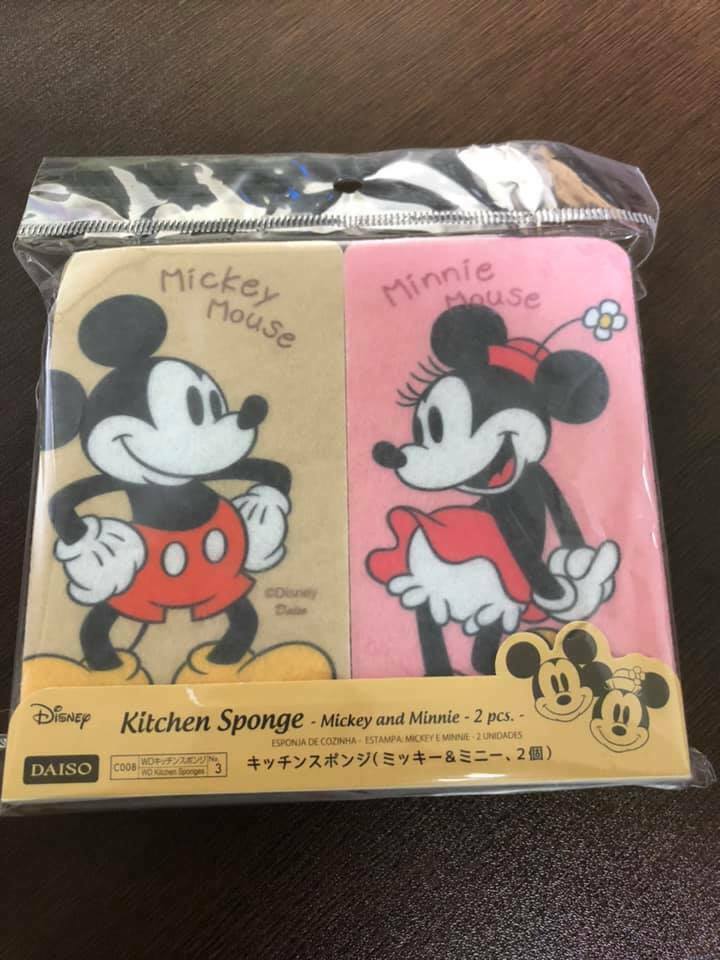 Mickey
Mouse
Minnie
Mouse
©Disney
Daiso
Disney
Kitchen Sponge - Mickey and Minnie - 2 pcs. -
ESPONJA DE COZINHA - ESTAMPA: MICKEY E MINNIE - 2 UNIDADES
DAISO
C008
WDキッチンスポンジ
WD Kitchen Sponges
No.
3
キッチンスポンジ(ミッキー&ミニー、2個)